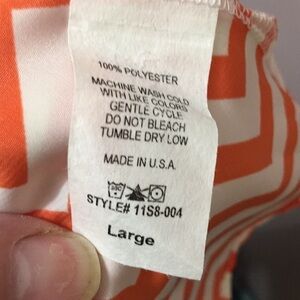 100% POLYESTER
MACHINE WASH COLD
WITH LIKE COLORS
GENTLE CYCLE
DO NOT BLEACH
TUMBLE DRY LOW
MADE IN U.S.A.
STYLE# 11S8-004
Large